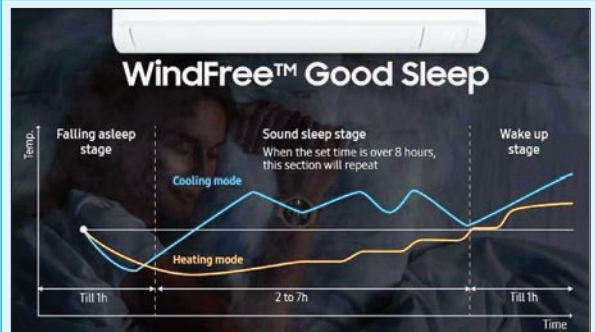 WindFree™ Good Sleep
Temp.
Falling asleep
stage
Sound sleep stage
When the set time is over 8 hours,
this section will repeat
Wake up
stage
Cooling mode
Heating mode
Till 1h
2 to 7h
Till 1h
Time